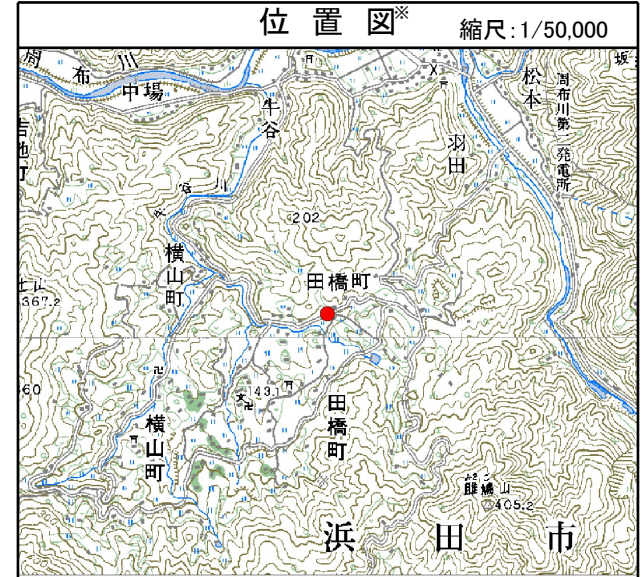 位置図※
縮尺:1/50,000
周布川
中場
牛谷
松本
周布川第一発電所
羽田
202
横山町
田橋町
367.2
143.1
田橋町
横山町
405.2
浜田市